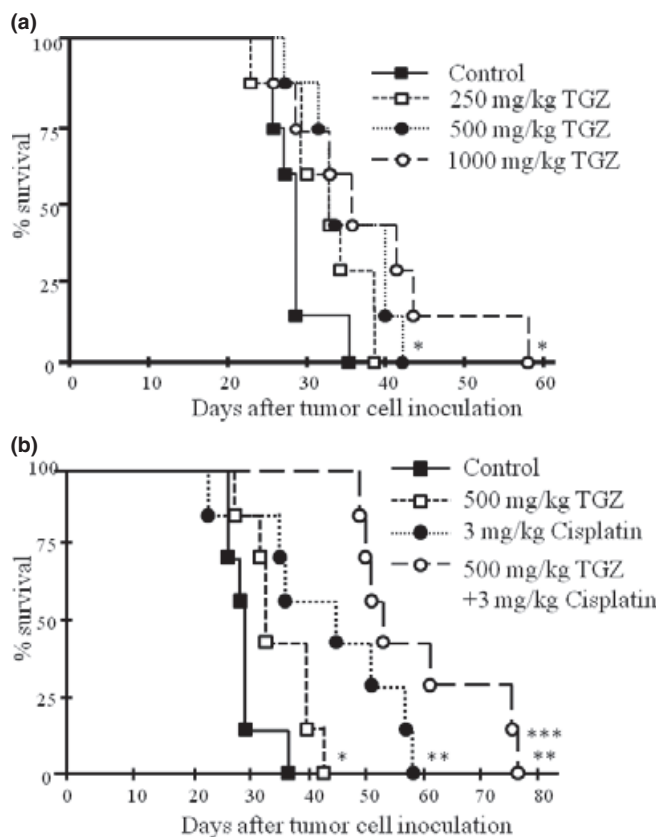 (a)
100
75
50
25
0
% survival
Control
250 mg/kg TGZ
500 mg/kg TGZ
1000 mg/kg TGZ
* *
0 10 20 30 40 50 60
Days after tumor cell inoculation
(b)
100
75
50
25
0
% survival
Control
500 mg/kg TGZ
3 mg/kg Cisplatin
500 mg/kg TGZ
+3 mg/kg Cisplatin
***
* ** **
0 10 20 30 40 50 60 70 80
Days after tumor cell inoculation